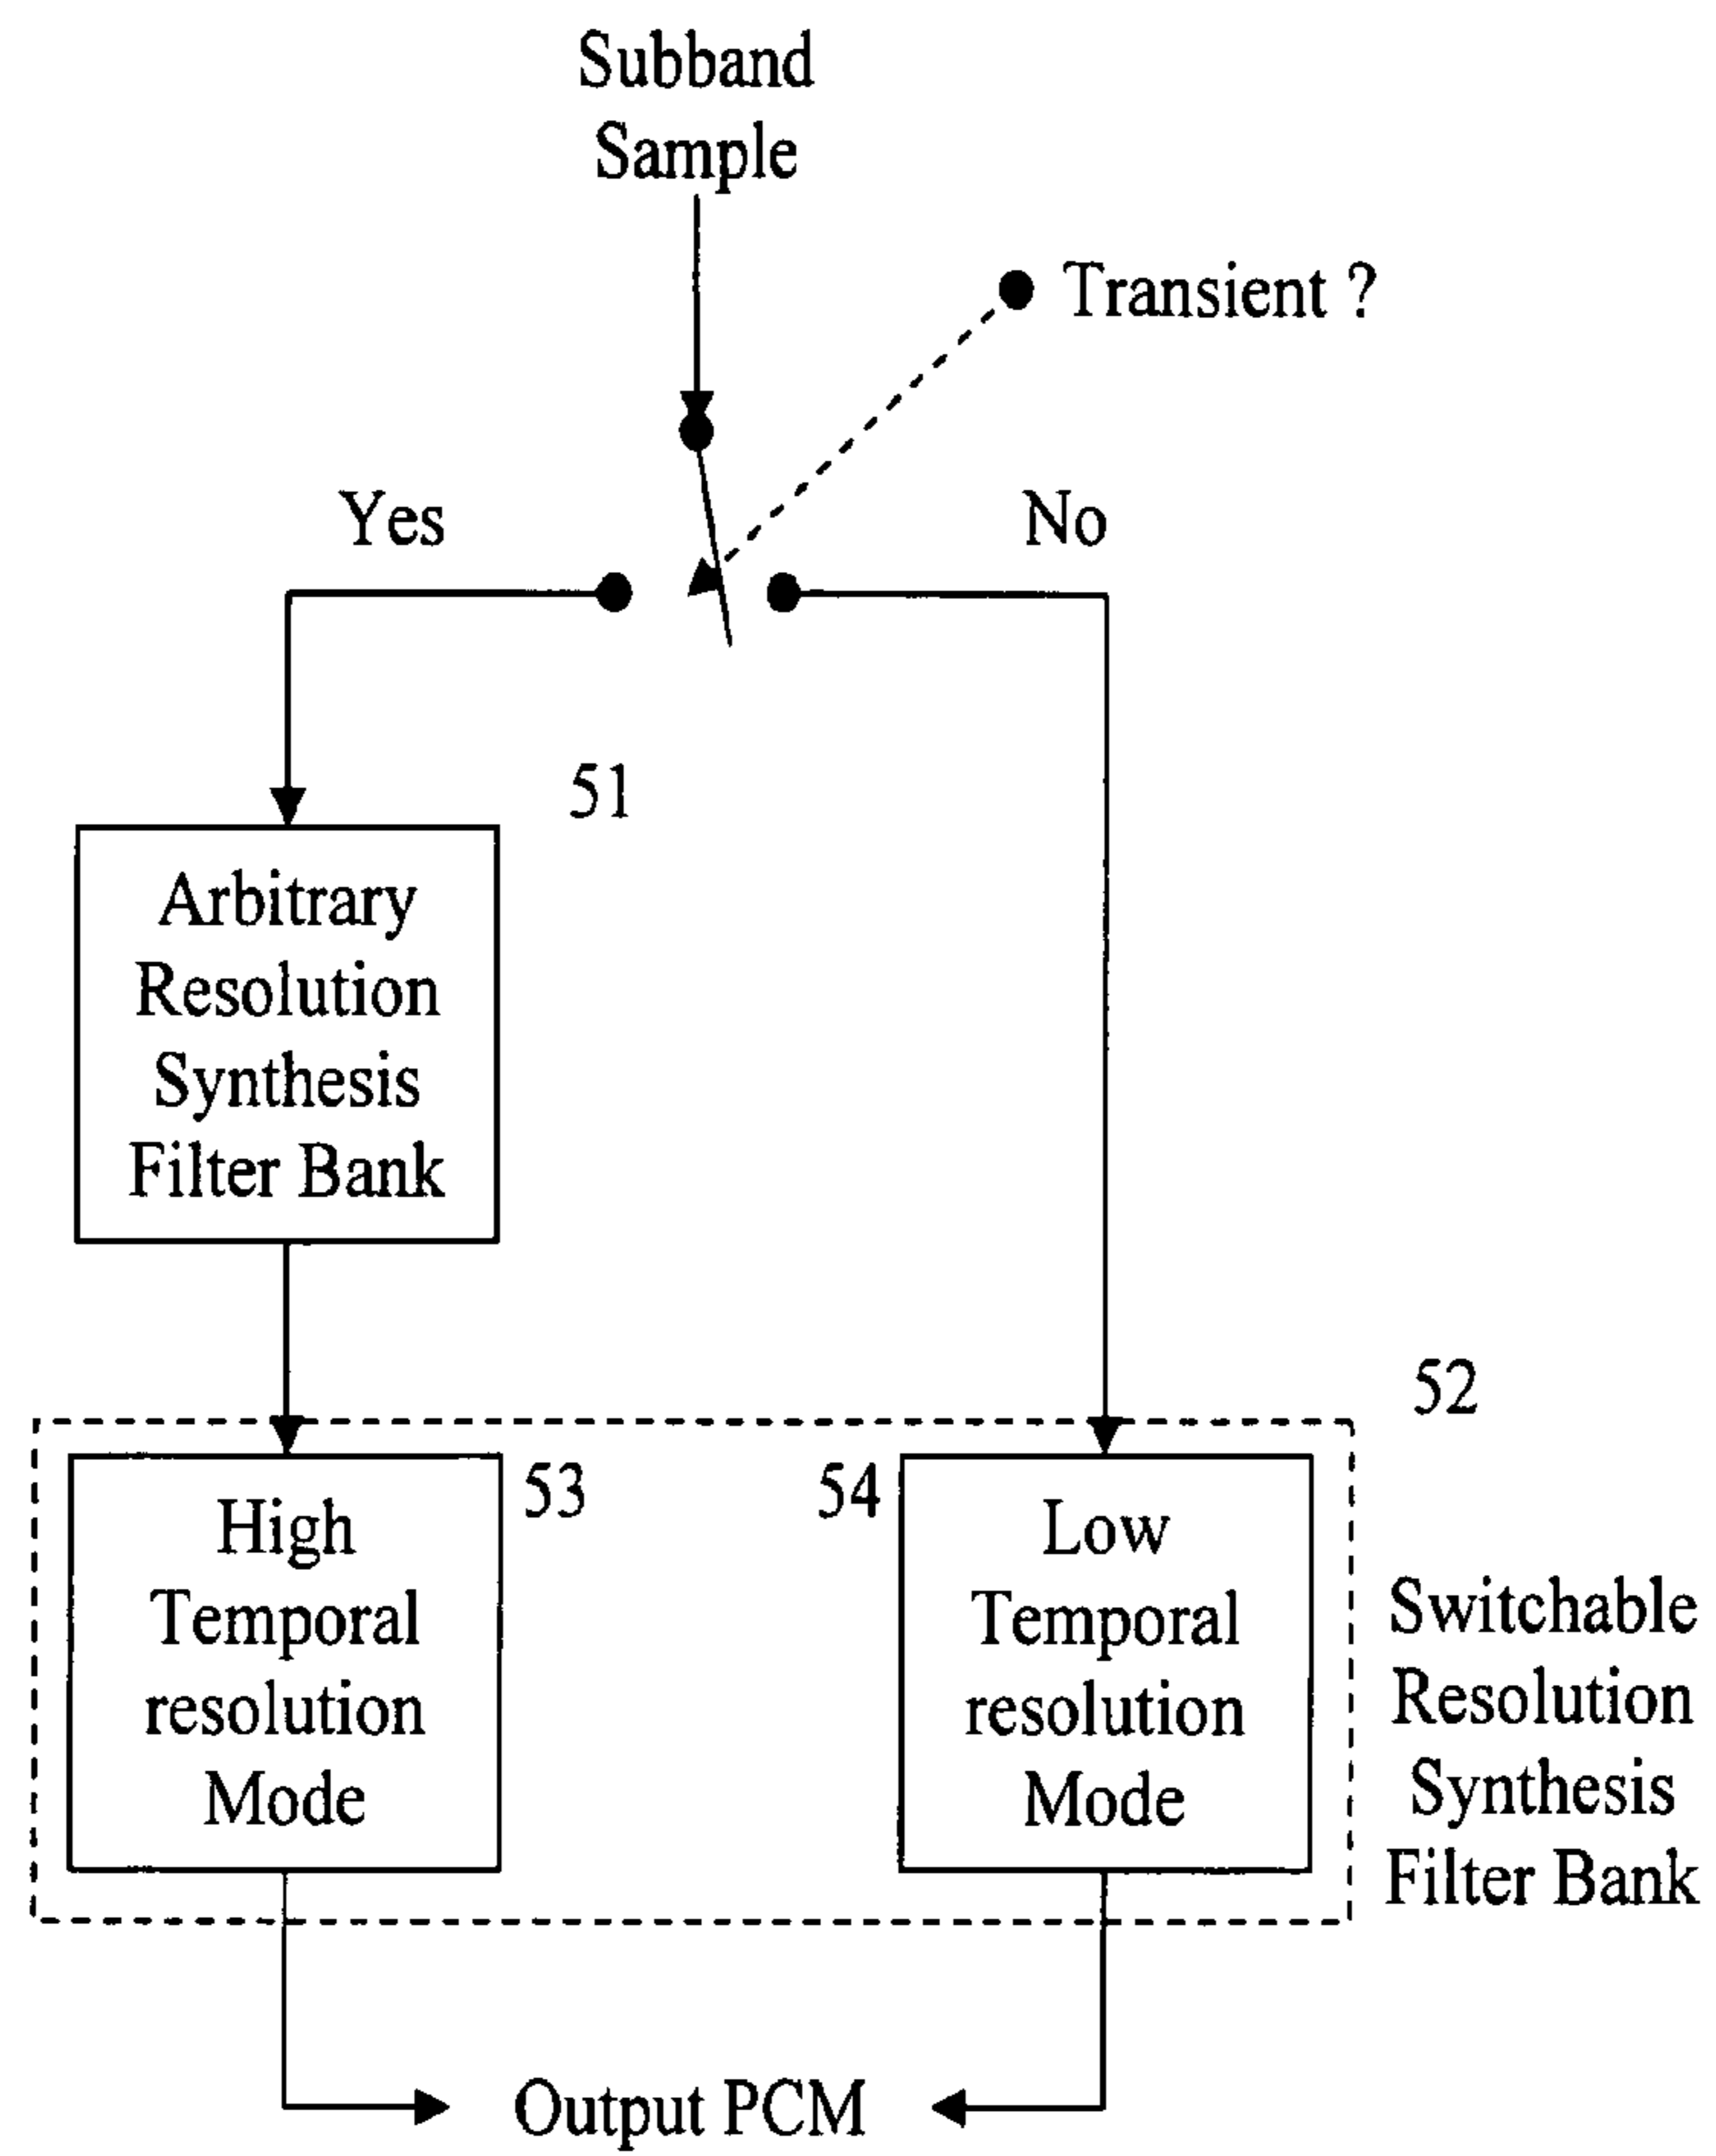 Subband
Sample
Transient ?
Yes
No
51
Arbitrary
Resolution
Synthesis
Filter Bank
52
53
54
High
Temporal
resolution
Mode
Low
Temporal
resolution
Mode
Switchable
Resolution
Synthesis
Filter Bank
Output PCM